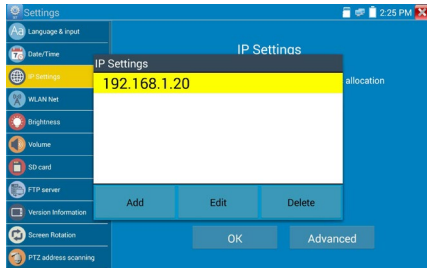 Settings
2:25 PM
Language & input
Date/Time
IP Settings
WLAN Net
Brightness
Volume
SD card
FTP server
Version Information
Screen Rotation
PTZ address scanning
IP Settings
allocation
IP Settings
192.168.1.20
Add Edit Delete
OK Advanced